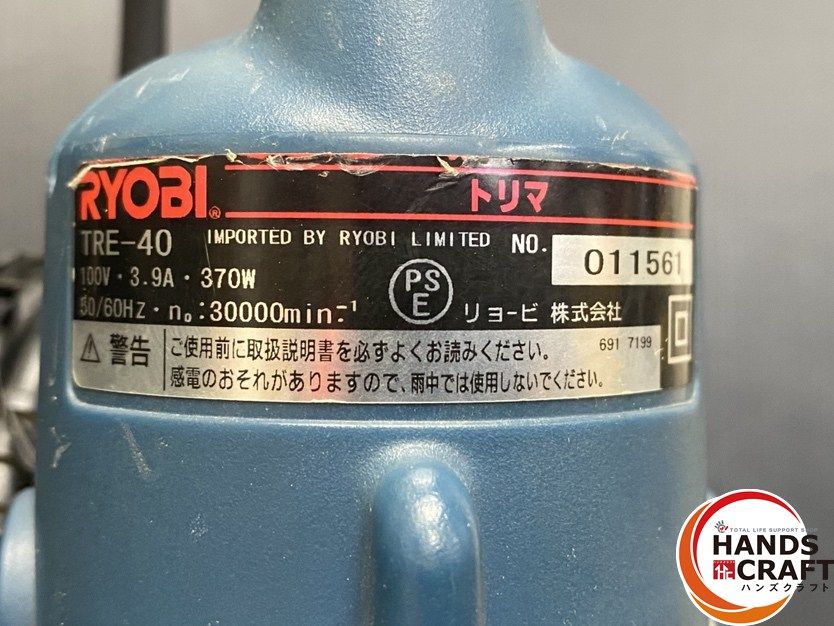 RYOBI® トリマ
TRE-40 IMPORTED BY RYOBI LIMITED NO. 011561
100V・3.9A・370W
PS
E
50/60HZ・n₀:30000min⁻¹ リョービ 株式会社
⚠警告 ご使用前に取扱説明書を必ずよくお読みください。 691 7199
感電のおそれがありますので、雨中では使用しないでください。
TOTAL LIFE SUPPORT SHOP
HANDS
CRAFT
ハンズクラフト